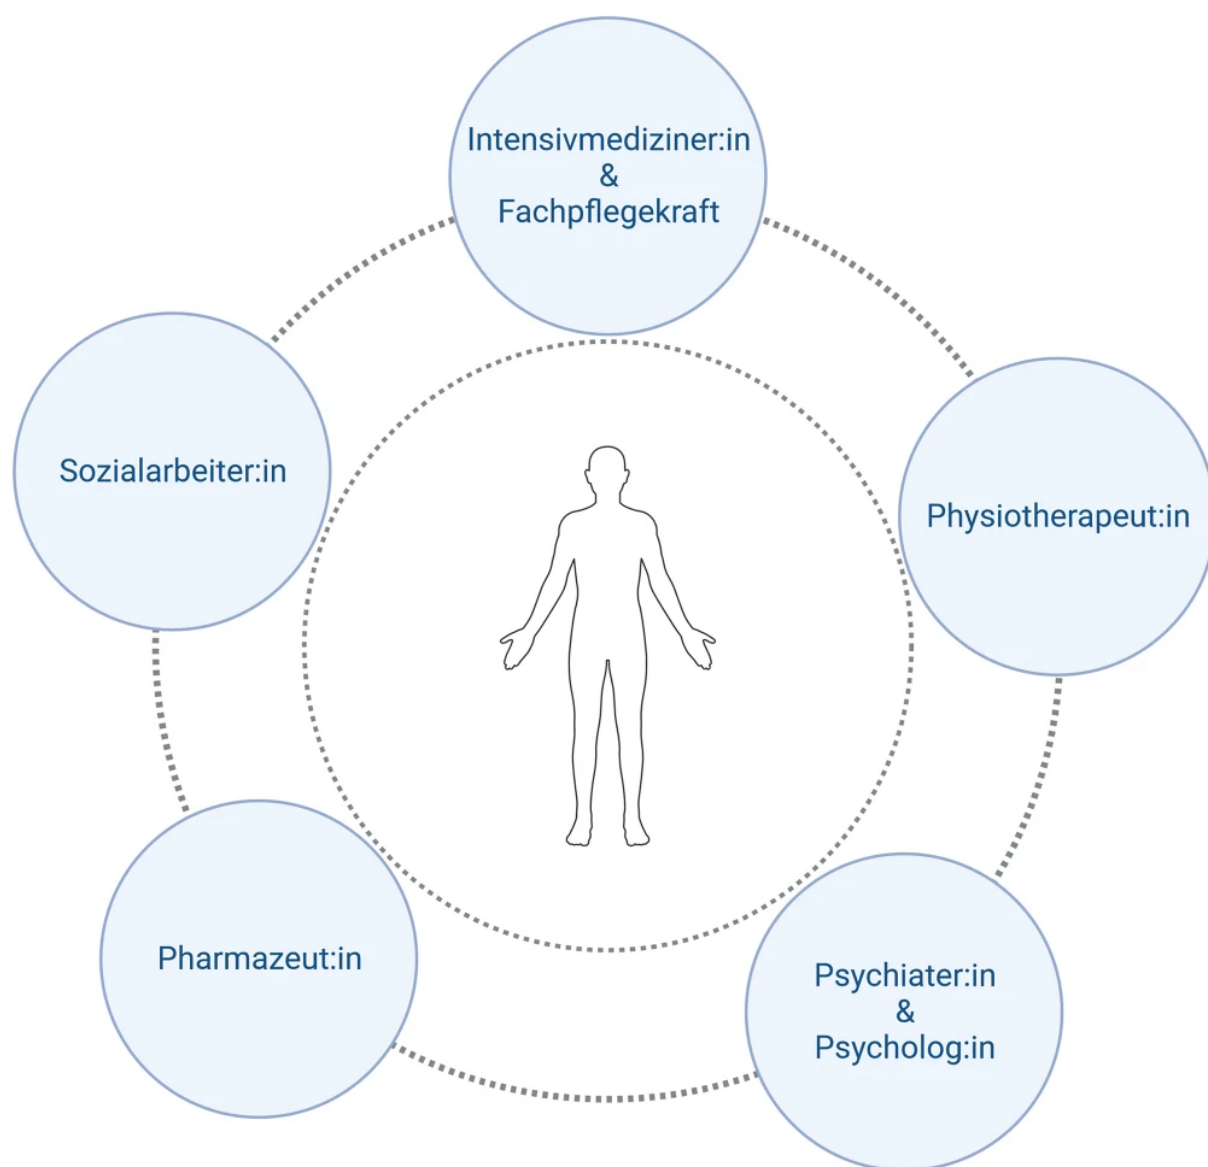 Intensivmediziner:in
&
Fachpflegekraft
Sozialarbeiter:in
Physiotherapeut:in
Pharmazeut:in
Psychiater:in
&
Psycholog:in